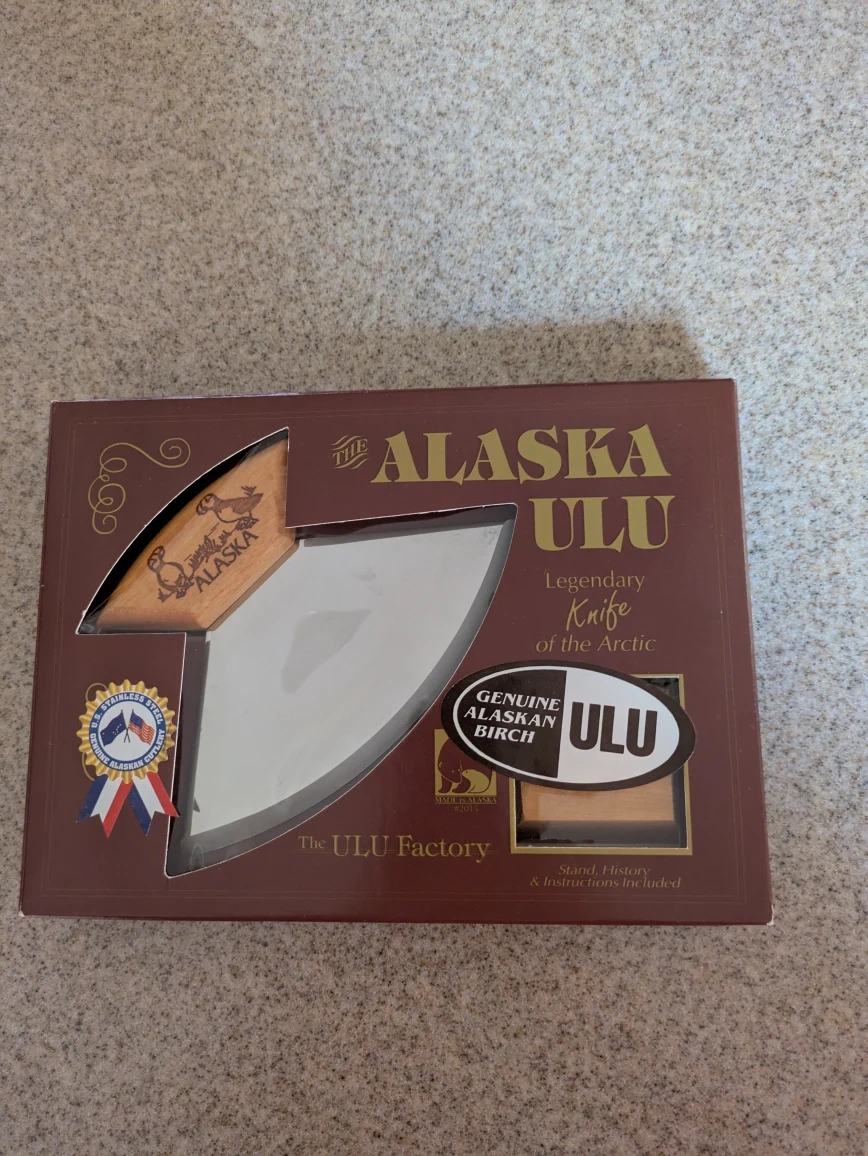 THE ALASKA
ULU
Legendary
Knife
of the Arctic
ALASKA
GENUINE
ALASKAN
BIRCH
ULU
U.S. STAINLESS STEEL
GENUINE ALASKAN CUTLERY
MADE IN ALASKA
The ULU Factory
Stand, History
& Instructions Included